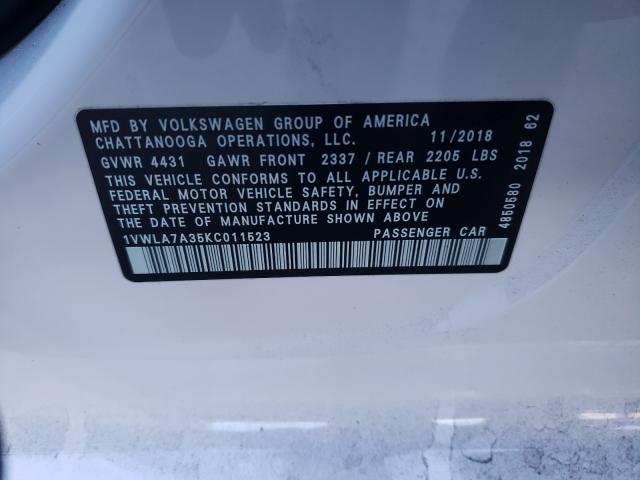 MFD BY VOLKSWAGEN GROUP OF AMERICA
CHATTANOOGA OPERATIONS, LLC. 11/2018
GVWR 4431 GAWR FRONT 2337 / REAR 2205 LBS
THIS VEHICLE CONFORMS TO ALL APPLICABLE U.S.
FEDERAL MOTOR VEHICLE SAFETY, BUMPER AND
THEFT PREVENTION STANDARDS IN EFFECT ON
THE DATE OF MANUFACTURE SHOWN ABOVE
1VWLA7A35KC011523 PASSENGER CAR
4850580 2018 62